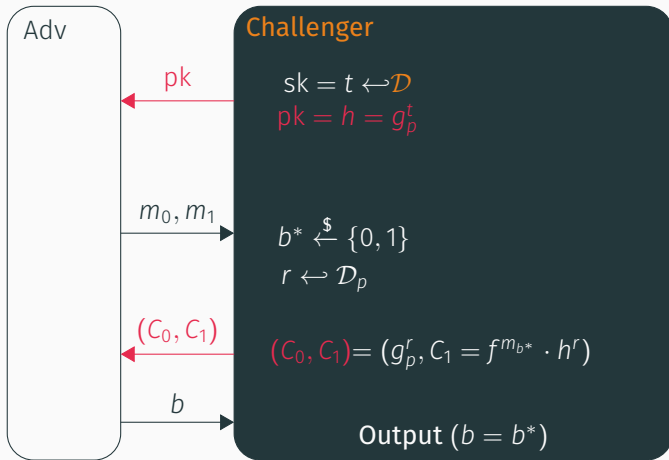 Adv
Challenger
pk
sk = t ↩ 𝒟
pk = h = g_p^t
m_0, m_1
b* ←$ {0, 1}
r ↩ 𝒟_p
(C_0, C_1)
(C_0, C_1)= (g_p^r, C_1 = f^{m_{b*}} · h^r)
b
Output (b = b*)